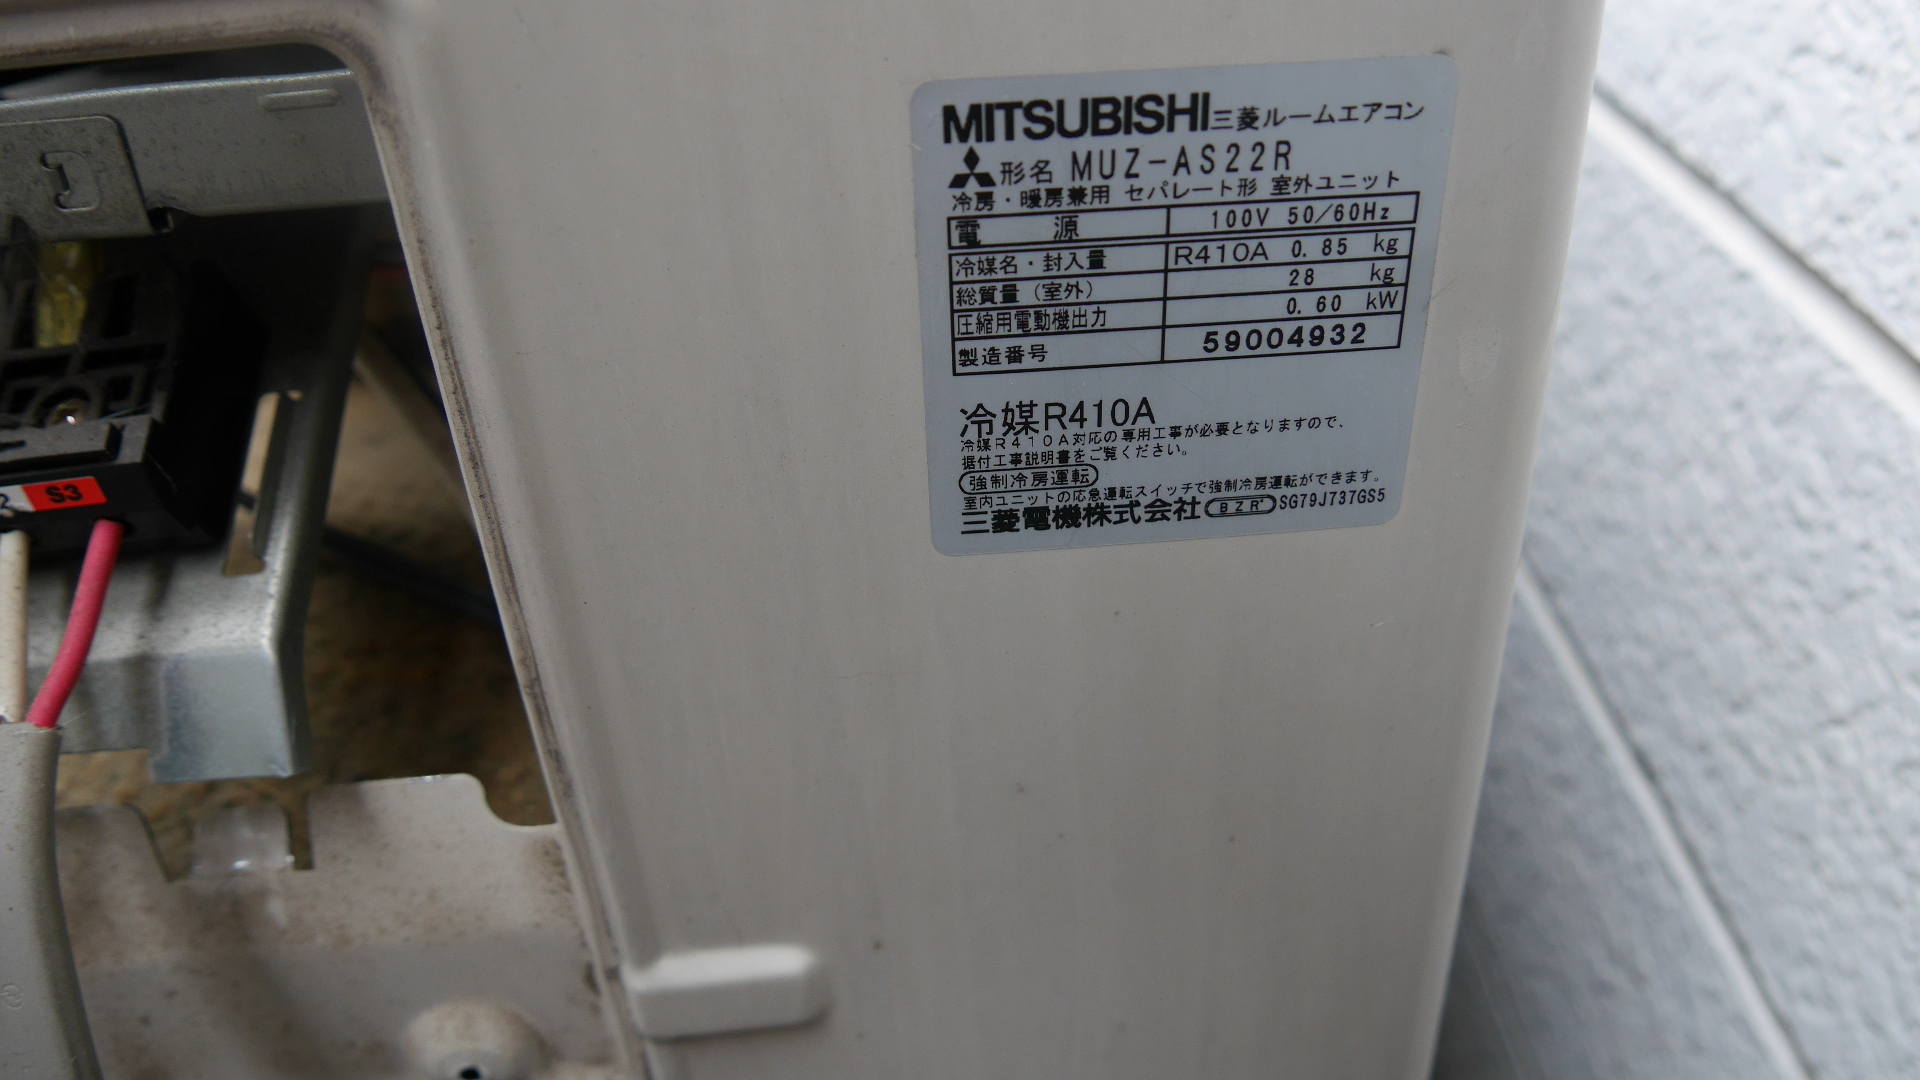 MITSUBISHI 三菱ルームエアコン
形名 MUZ-AS22R
冷房・暖房兼用 セパレート形 室外ユニット
電 源 100V 50/60Hz
冷媒名・封入量 R410A 0.85 kg
総質量(室外) 28 kg
圧縮用電動機出力 0.60 kW
製造番号 59004932
冷媒R410A
冷媒R410A対応の専用工事が必要となりますので、
据付工事説明書をご覧ください。
強制冷房運転
室内ユニットの応急運転スイッチで強制冷房運転ができます。
三菱電機株式会社 BZR SG79J737GS5
S3